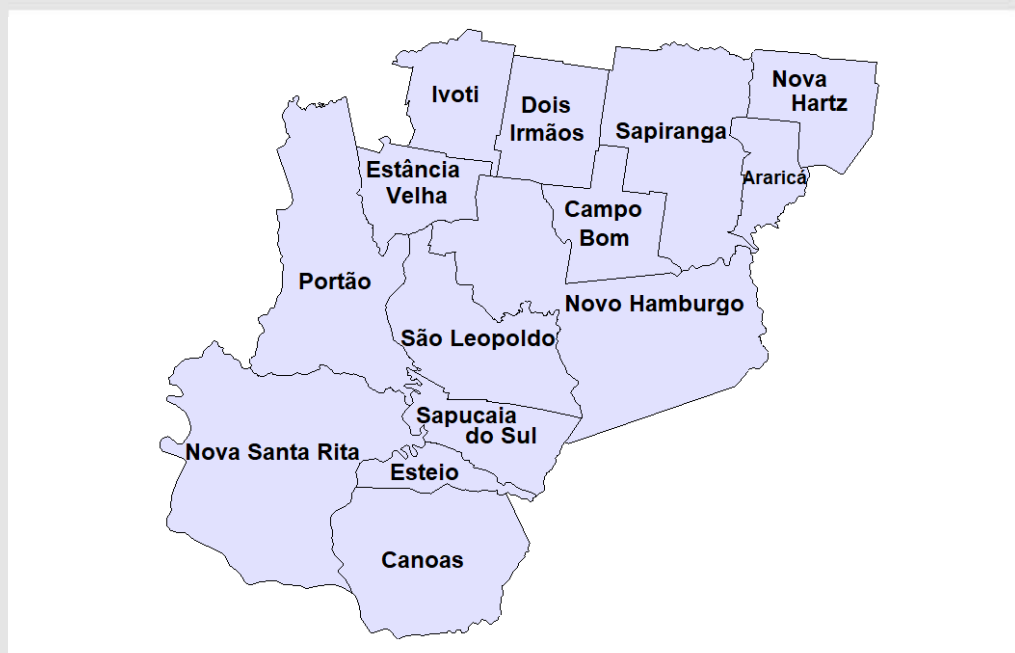 Ivoti
Dois
Irmãos
Sapiranga
Nova
Hartz
Araricá
Estância
Velha
Campo
Bom
Portão
Novo Hamburgo
São Leopoldo
Sapucaia
do Sul
Nova Santa Rita
Esteio
Canoas